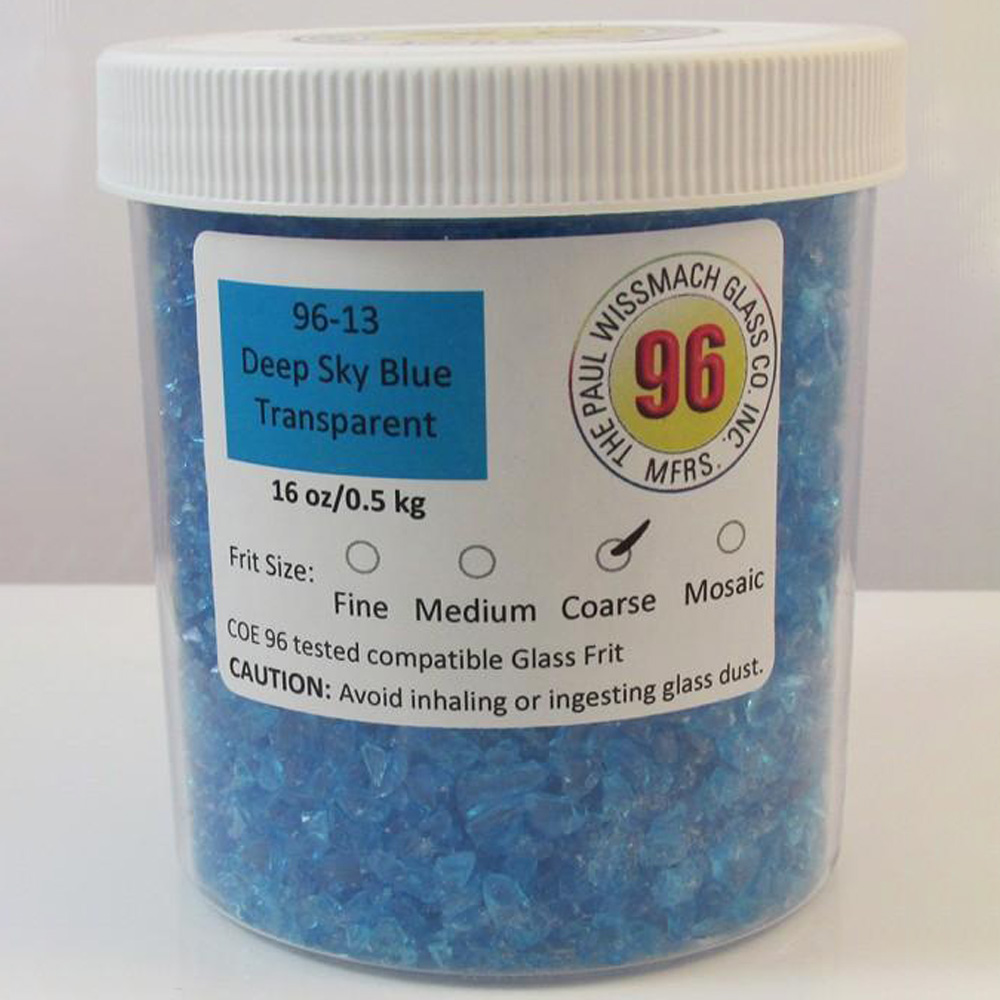 96-13
Deep Sky Blue
Transparent
16 oz/0.5 kg
THE PAUL WISSMACH GLASS CO. INC.
MFRS.
96
Frit Size:
Fine Medium Coarse Mosaic
COE 96 tested compatible Glass Frit
CAUTION: Avoid inhaling or ingesting glass dust.